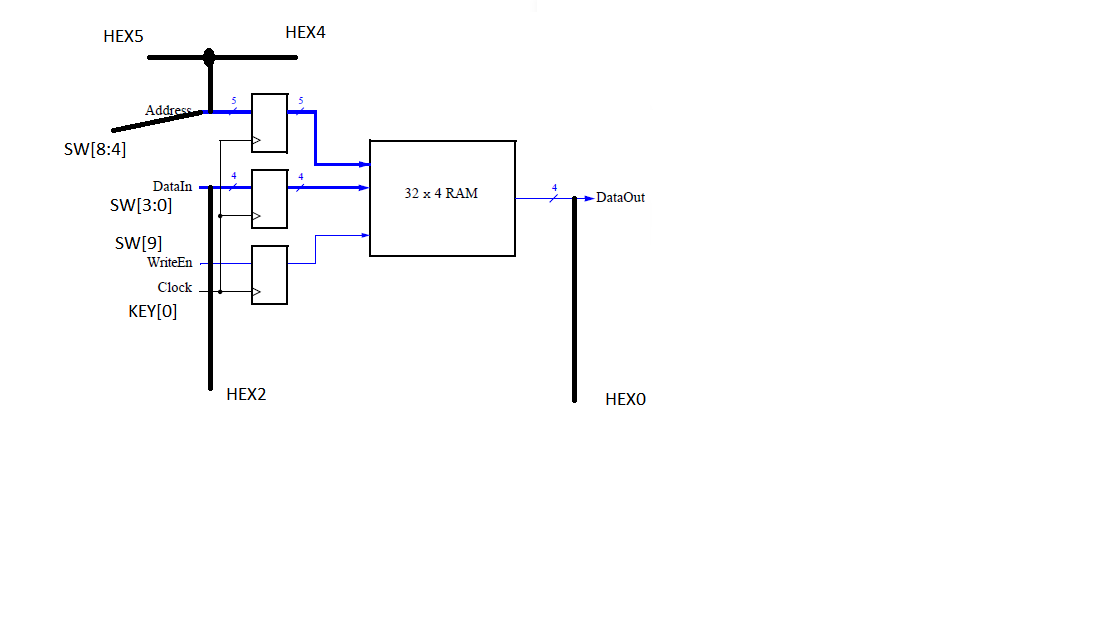 HEX5
HEX4
Address
5
5
SW[8:4]
DataIn
4
4
SW[3:0]
32 x 4 RAM
4
DataOut
SW[9]
WriteEn
Clock
KEY[0]
HEX2
HEX0